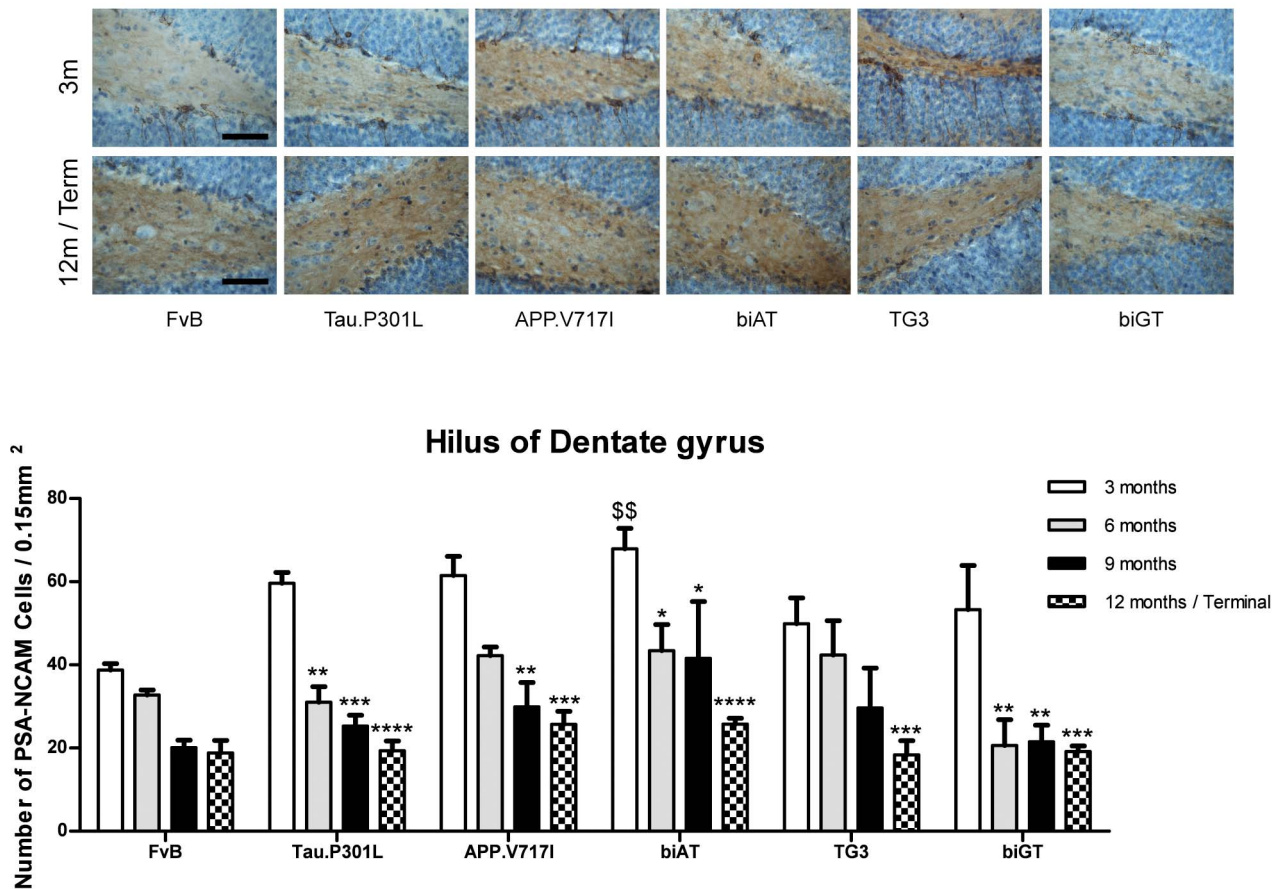 3m
12m / Term
FvB Tau.P301L APP.V717I biAT TG3 biGT
Hilus of Dentate gyrus
Number of PSA-NCAM Cells / 0.15mm 2
80
60
40
20
0
$$
* *
** ** ** **
*** *** *** ***
**** ****
3 months
6 months
9 months
12 months / Terminal
FvB Tau.P301L APP.V717I biAT TG3 biGT